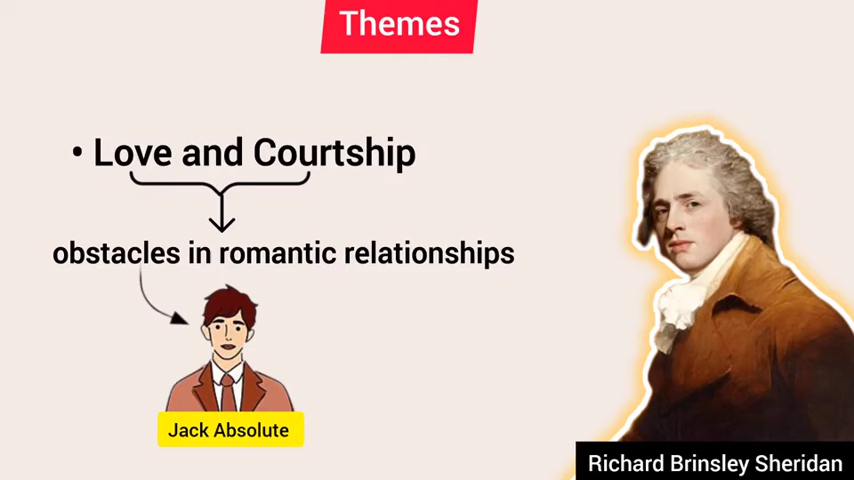 Themes
• Love and Courtship
obstacles in romantic relationships
Jack Absolute
Richard Brinsley Sheridan